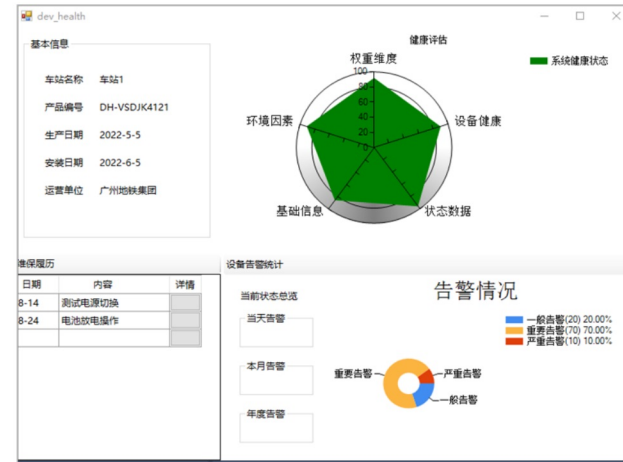 dev_health
基本信息
车站名称 车站1
产品编号 DH-VSDJK4121
生产日期 2022-5-5
安装日期 2022-6-5
运营单位 广州地铁集团
健康评估
权重维度
100
80
60
40
20
环境因素
设备健康
基础信息
状态数据
系统健康状态
维保履历
日期 内容 详情
8-14 测试电源切换
8-24 电池放电操作
设备告警统计
当前状态总览
当天告警
本月告警
年度告警
告警情况
一般告警(20) 20.00%
重要告警(70) 70.00%
严重告警(10) 10.00%
重要告警
严重告警
一般告警